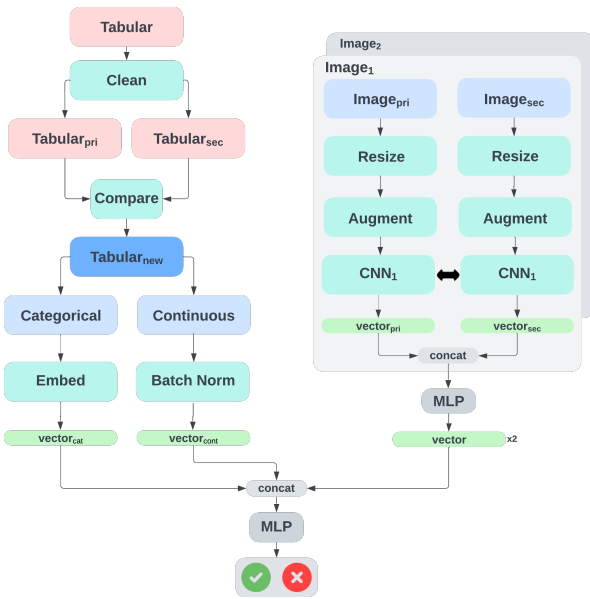 Tabular
Clean
Tabularpri
Tabularsec
Compare
Tabularnew
Categorical
Continuous
Embed
Batch Norm
vectorcat
vectorcont
Image2
Image1
Imagepri
Imagesec
Resize
Resize
Augment
Augment
CNN1
CNN1
vectorpri
vectorsec
concat
MLP
vector
x2
concat
MLP